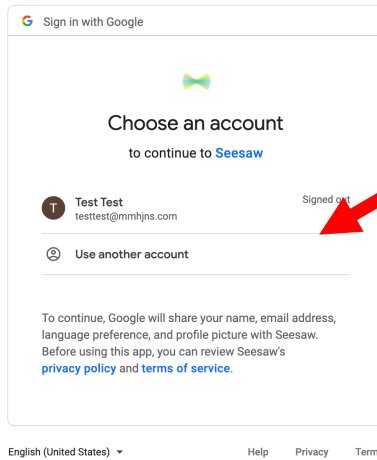 Sign in with Google
Choose an account
to continue to Seesaw
Test Test
Signed out
testtest@mmhjns.com
Use another account
To continue, Google will share your name, email address,
language preference, and profile picture with Seesaw.
Before using this app, you can review Seesaw's
privacy policy and terms of service.
English (United States) Help Privacy Term